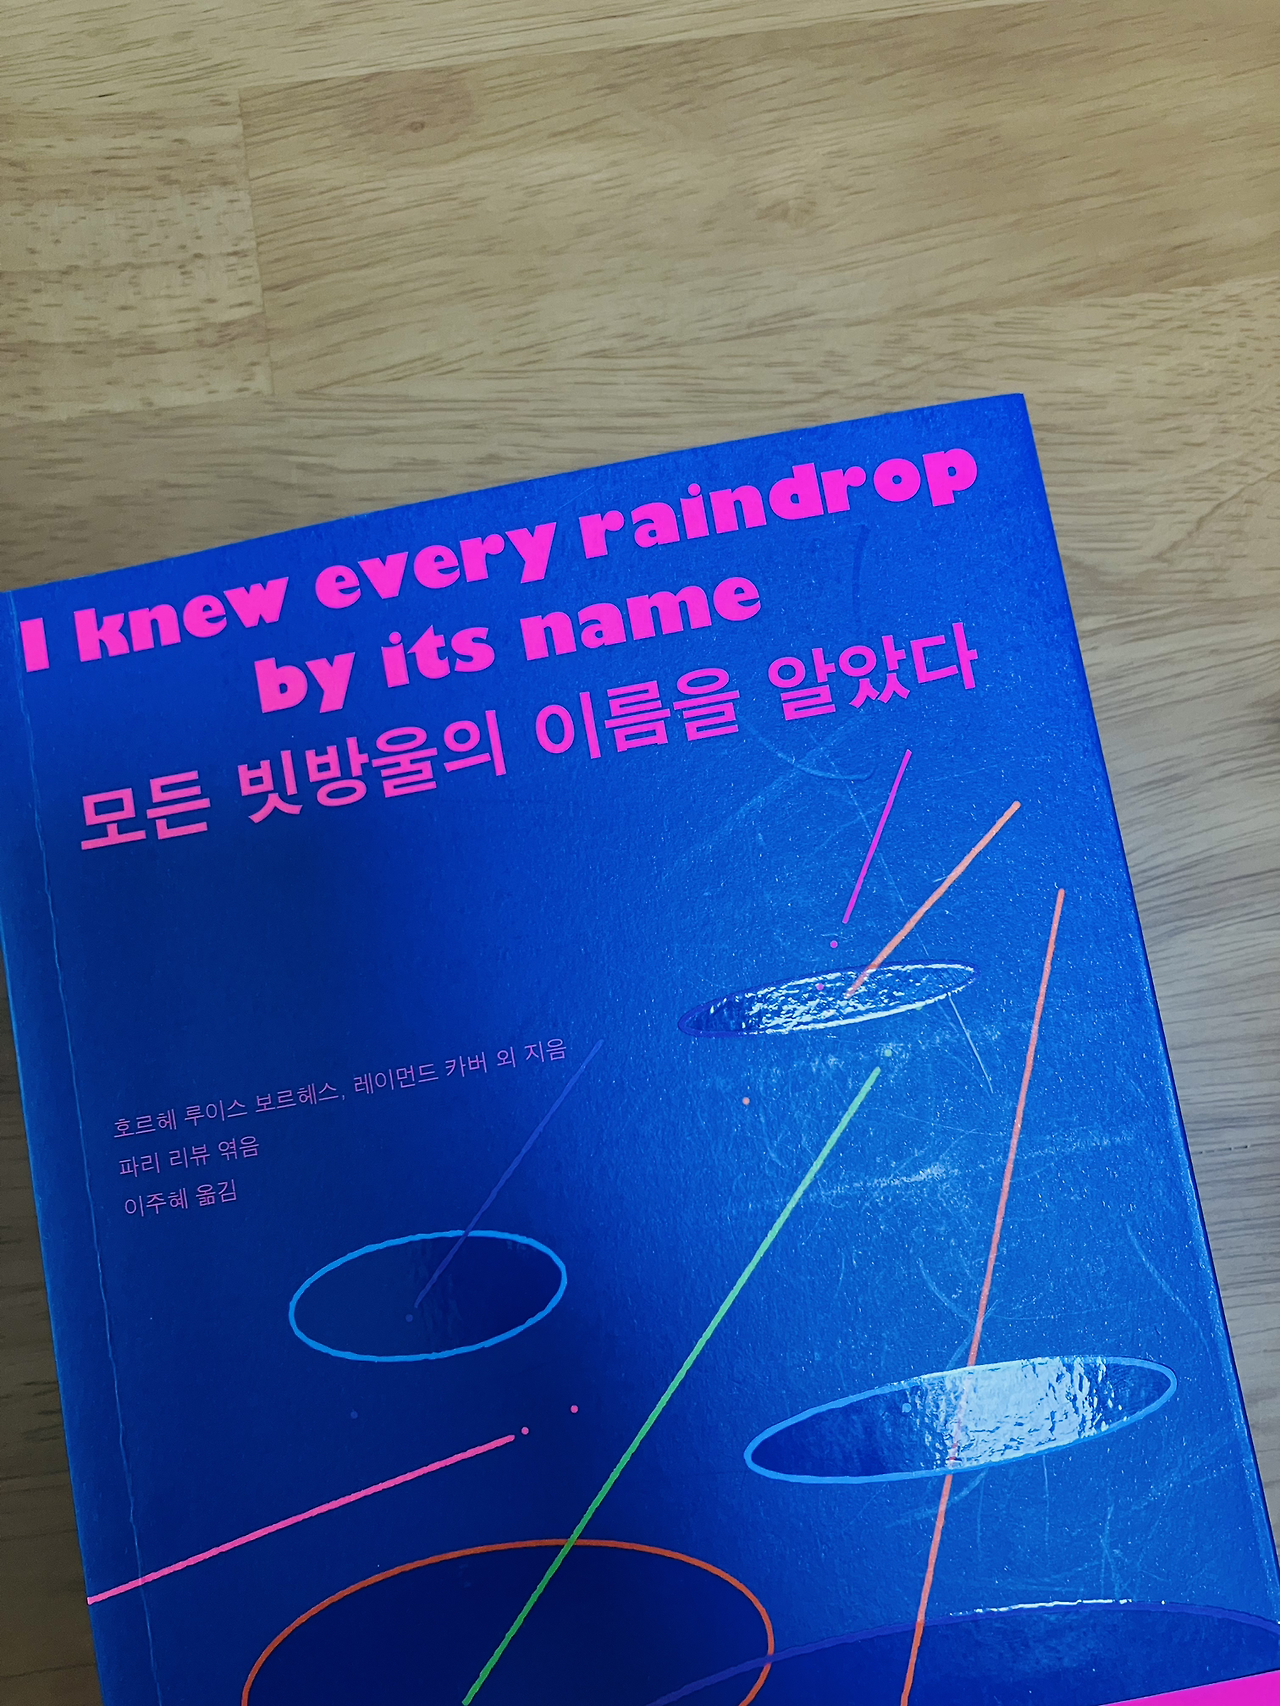 I knew every raindrop
by its name
모든 빗방울의 이름을 알았다
호르헤 루이스 보르헤스, 레이먼드 카버 외 지음
파리 리뷰 엮음
이주혜 옮김